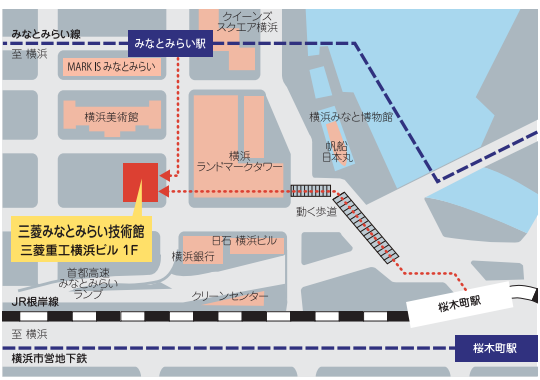 クイーンズ
スクエア横浜
みなとみらい線
みなとみらい駅
至 横浜
MARK IS みなとみらい
横浜美術館
横浜みなと博物館
帆船
日本丸
横浜
ランドマークタワー
動く歩道
三菱みなとみらい技術館
三菱重工横浜ビル 1F
日石 横浜ビル
横浜銀行
首都高速
みなとみらい
ランプ
クリーンセンター
JR根岸線
桜木町駅
至 横浜
桜木町駅
横浜市営地下鉄